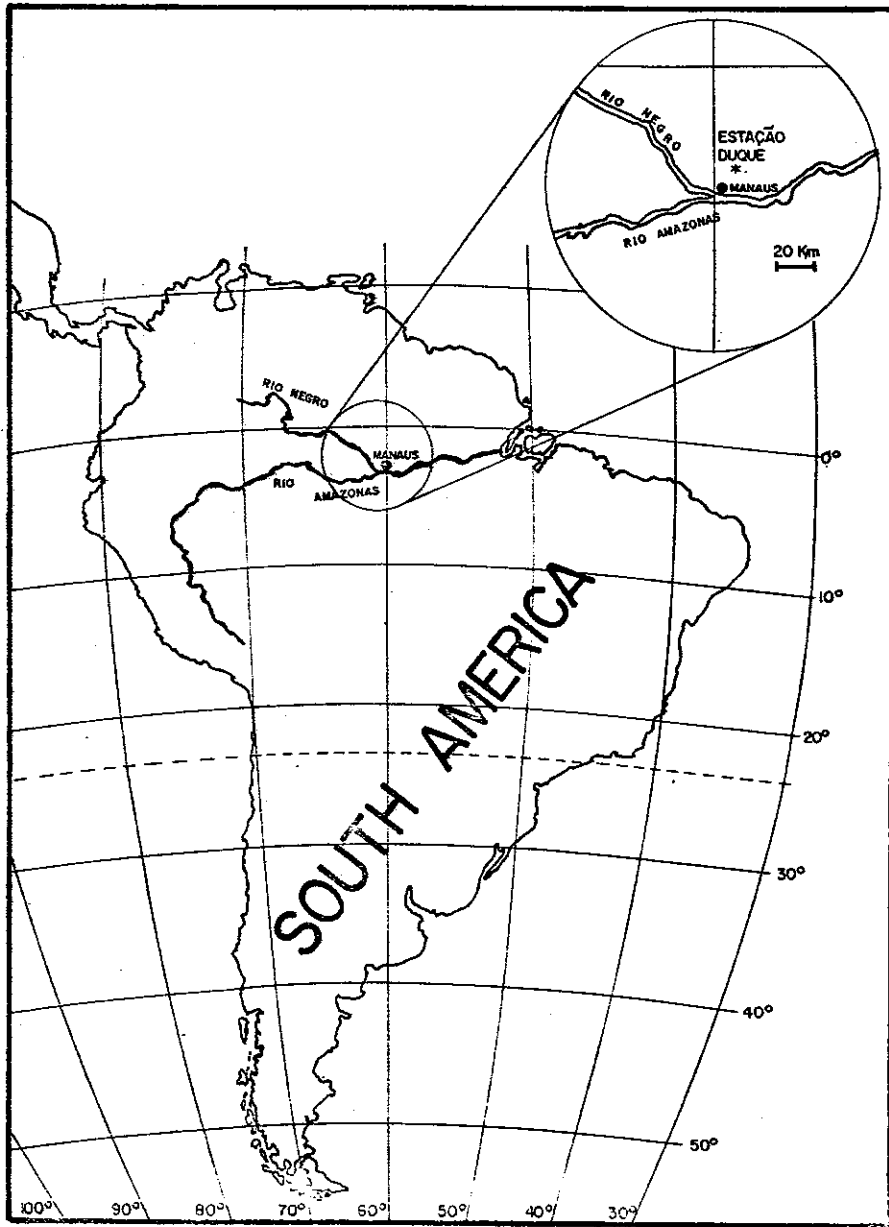 RIO NEGRO
ESTAÇÃO
DUQUE
*
MANAUS
RIO AMAZONAS
20 Km
RIO NEGRO
MANAUS
RIO
AMAZONAS
0°
10°
SOUTH AMERICA
20°
30°
40°
50°
100°
90°
80°
70°
60°
50°
40°
30°